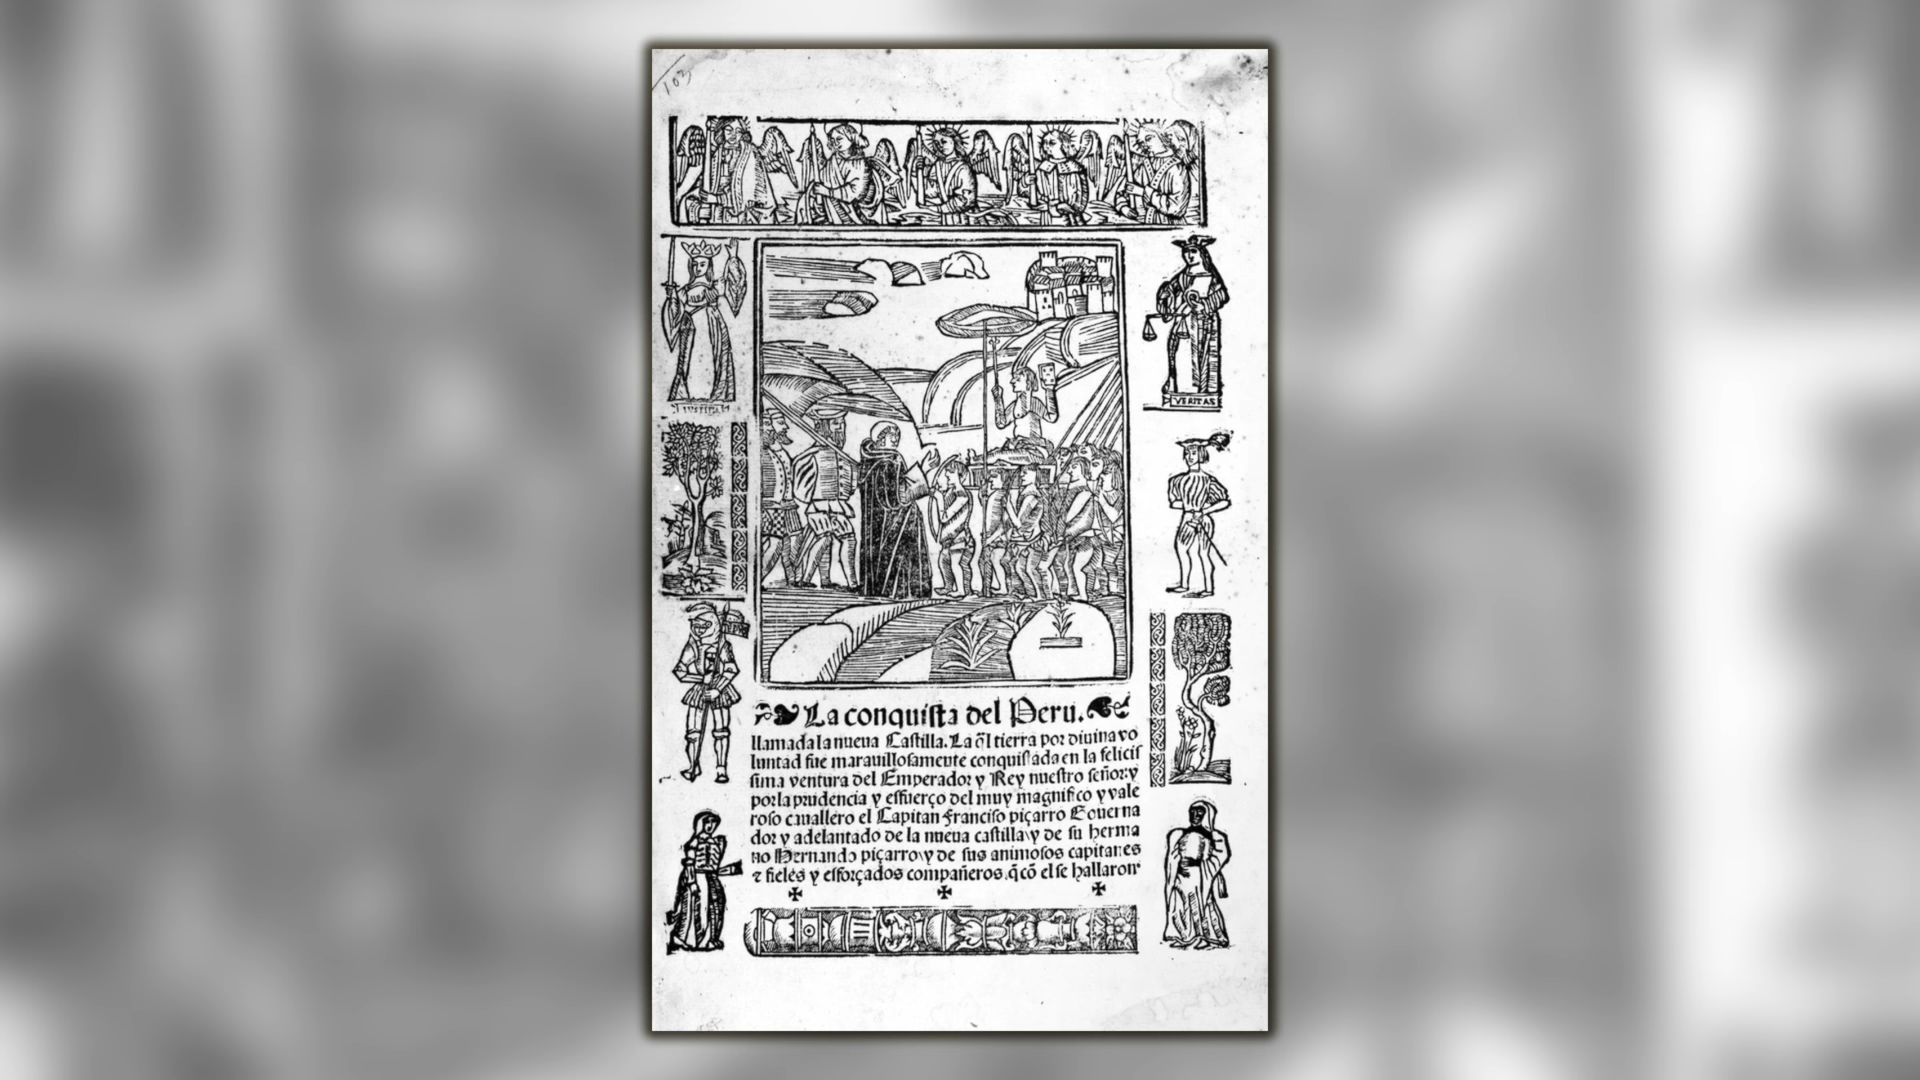 103
VERITAS
La conquista del Peru.
llamada la nueua Castilla. La q̃l tierra por diuina vo
luntad fue marauillosamente conquistada en la felicis
sima ventura del Emperador y Rey nuestro señor: y
por la prudencia y esfuerço del muy magnifico y vale
roso cauallero el Capitan Francisco piçarro Gouerna
dor y adelantado de la nueua castilla y de su herma
no Hernando piçarro y de sus animosos capitanes
⁊ fieles y esforçados compañeros q̃ cõ el se hallaron